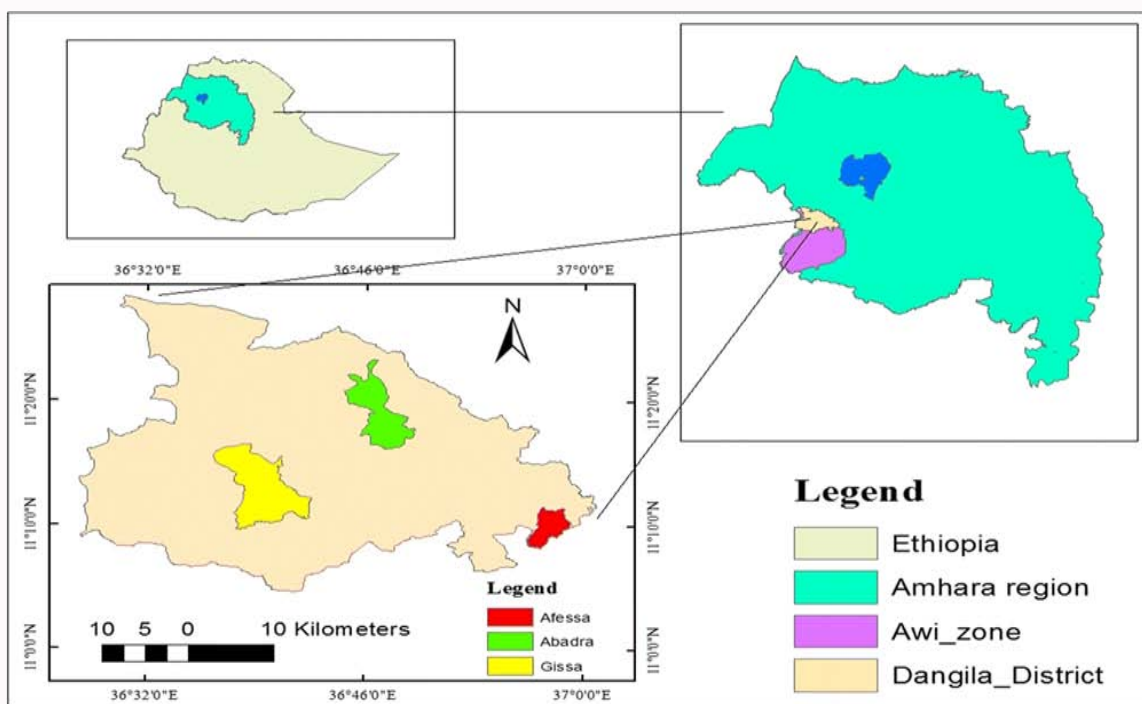 36°32'0"E 36°46'0"E 37°0'0"E
N
11°20'0"N 11°20'0"N
11°10'0"N 11°10'0"N
11°0'0"N 11°0'0"N
Legend
Afessa
Abadra
Gissa
10 5 0 10 Kilometers
36°32'0"E 36°46'0"E 37°0'0"E
Legend
Ethiopia
Amhara region
Awi_zone
Dangila_District